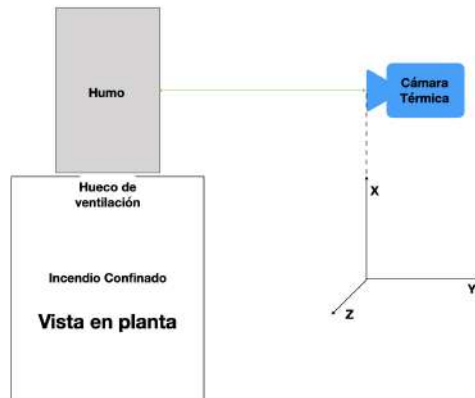 Humo
Cámara
Térmica
Hueco de
ventilación
X
Incendio Confinado
Y
Vista en planta
Z